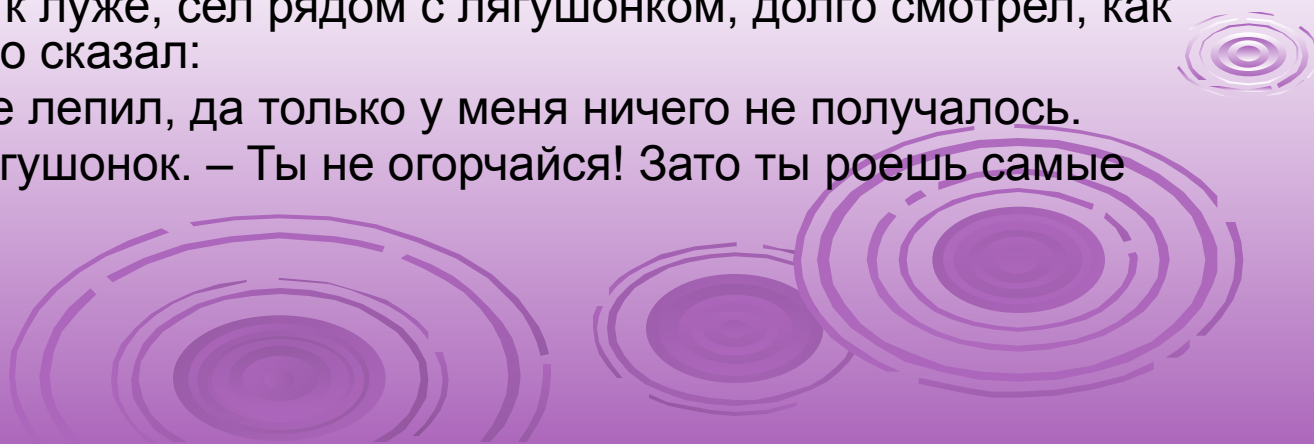 к луже, сел рядом с лягушонком, долго смотрел, как
о сказал:
е лепил, да только у меня ничего не получалось.
гушонок. – Ты не огорчайся! Зато ты роешь самые